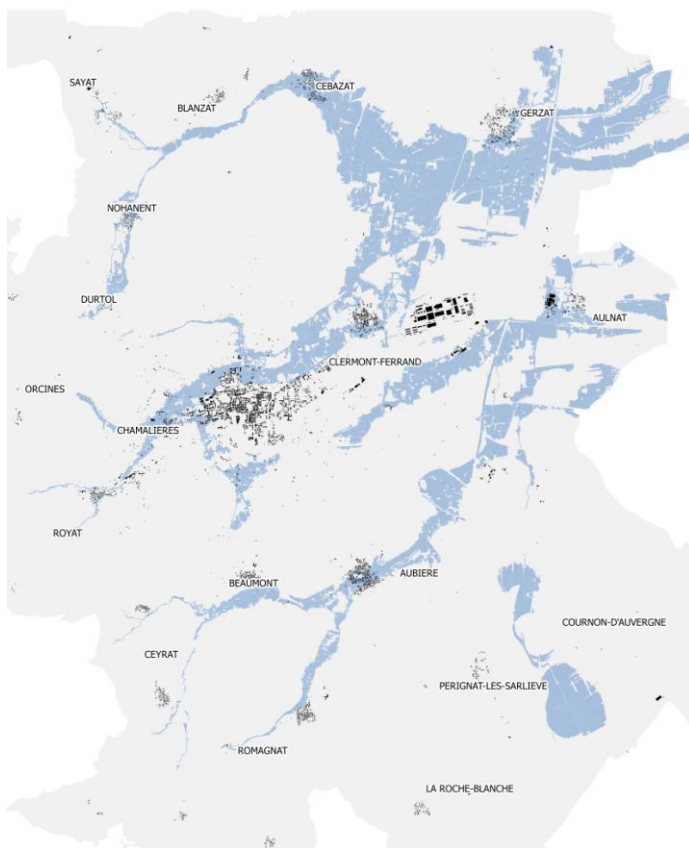 SAYAT
CEBAZAT
BLANZAT
GERZAT
NOHANENT
DURTOL
AULNAT
CLERMONT-FERRAND
ORCINES
CHAMALIERES
ROYAT
AUBIERE
BEAUMONT
COURNON-D'AUVERGNE
CEYRAT
PERIGNAT-LES-SARLIEVE
ROMAGNAT
LA ROCHE-BLANCHE